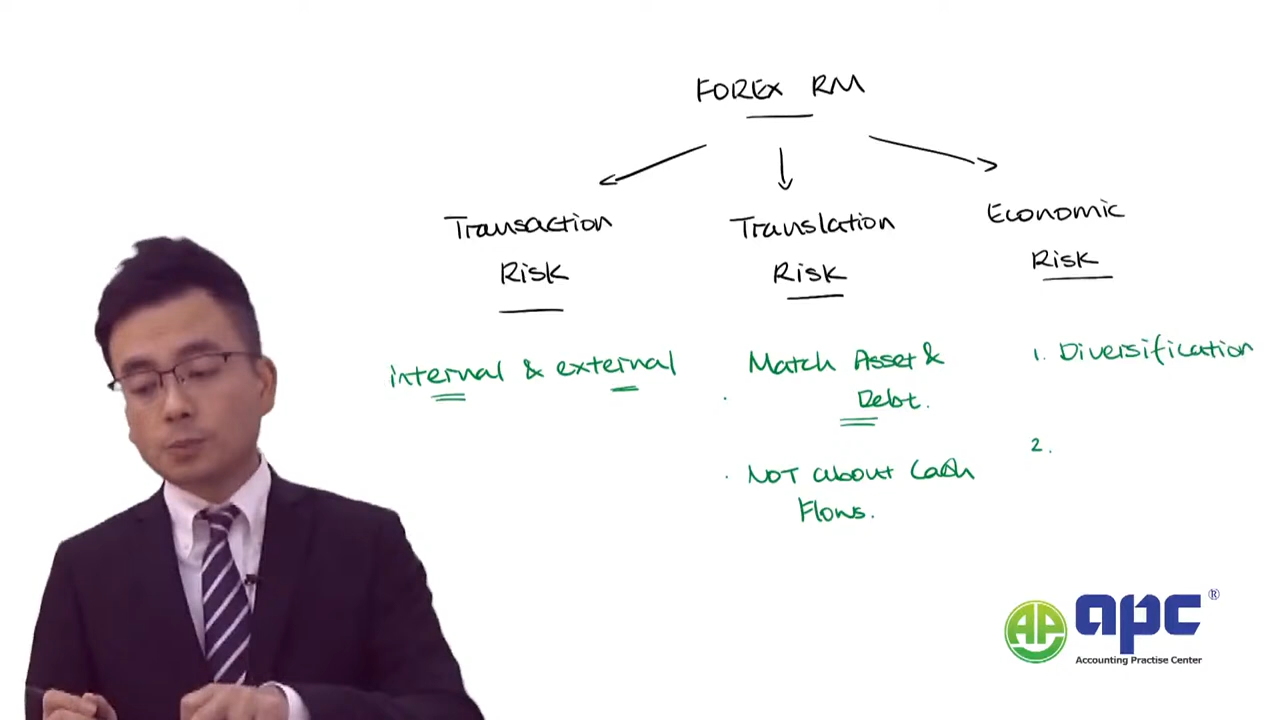 FOREX RM
Transaction
Risk
Translation
Risk
Economic
Risk
internal & external
Match Asset &
Debt.
NOT about Cash
Flows.
1. Diversification
2.
AP apc®
Accounting Practise Center